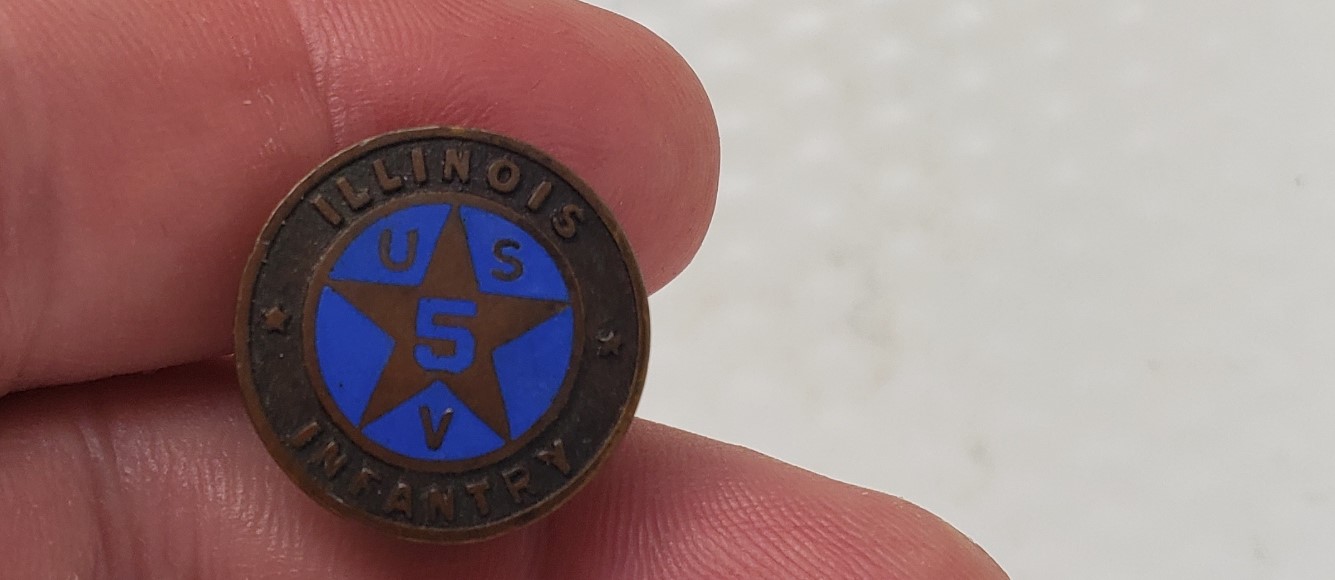 ILLINOIS
U S
5
V
INFANTRY